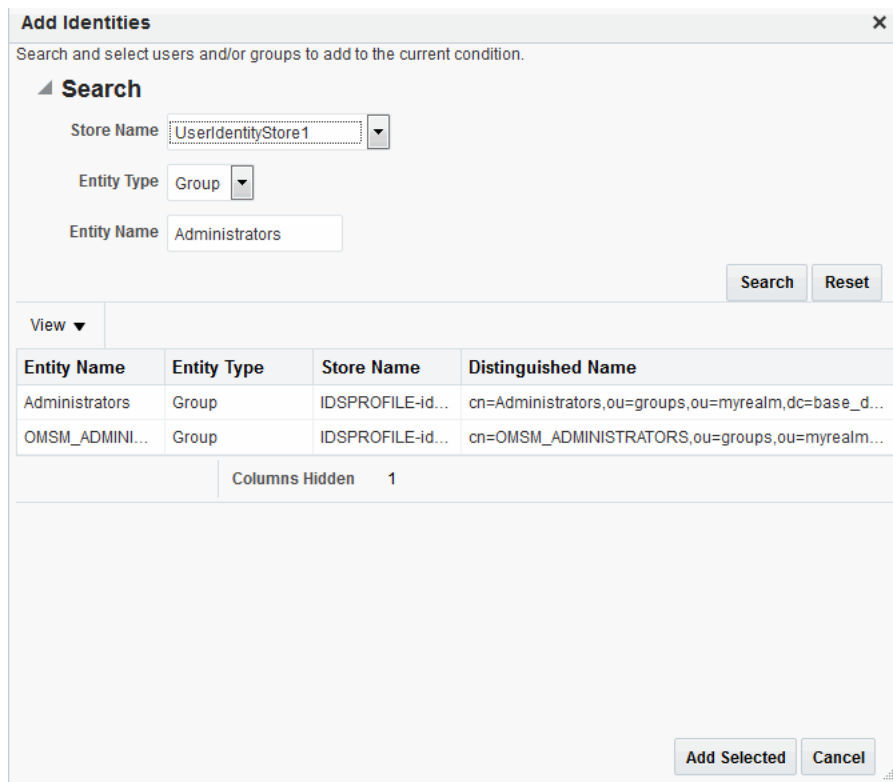 Add Identities
Search and select users and/or groups to add to the current condition.
Search
Store Name UserIdentityStore1
Entity Type Group
Entity Name Administrators
Search Reset
View
Entity Name Entity Type Store Name Distinguished Name
Administrators Group IDSPROFILE-id... cn=Administrators,ou=groups,ou=myrealm,dc=base_d...
OMSM_ADMINI... Group IDSPROFILE-id... cn=OMSM_ADMINISTRATORS,ou=groups,ou=myrealm...
Columns Hidden 1
Add Selected Cancel